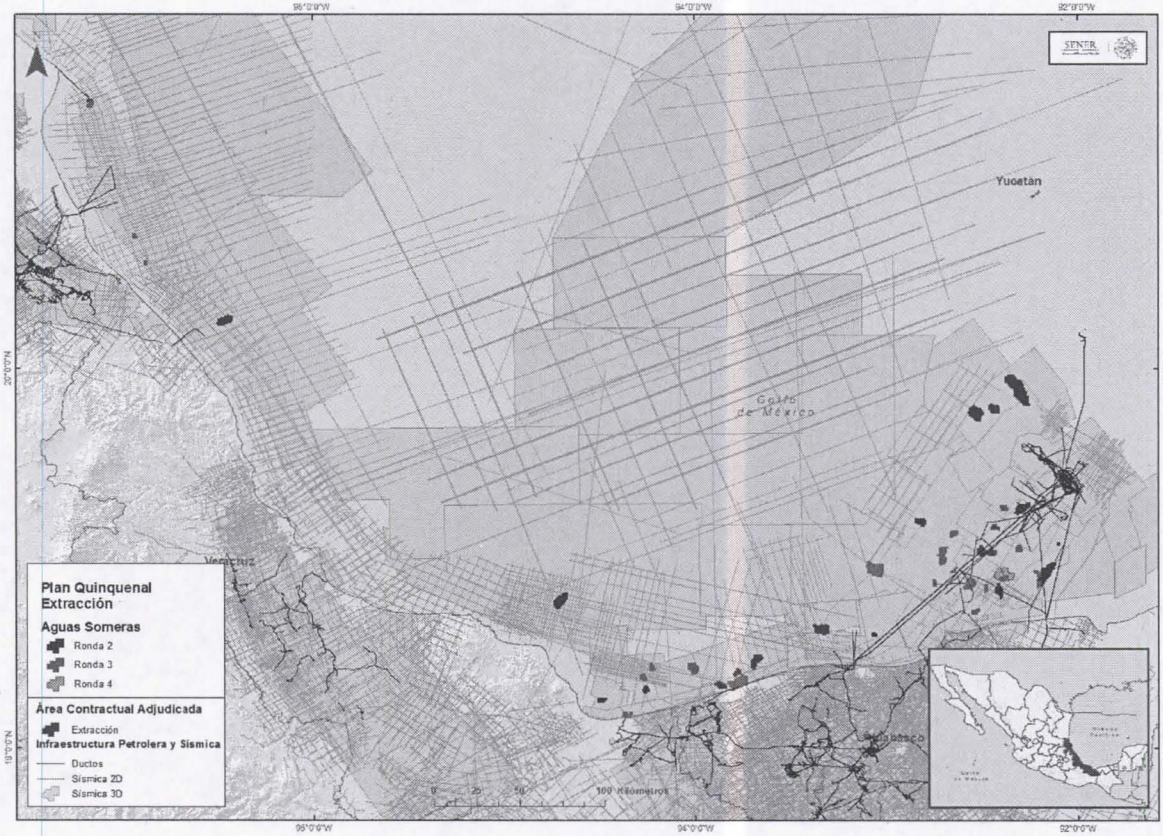 96°0'0"W 94°0'0"W 92°0'0"W
SENER
Yucatán
20°0'0"N
Golfo
de México
Veracruz
Plan Quinquenal
Extracción
Aguas Someras
Ronda 2
Ronda 3
Ronda 4
Área Contractual Adjudicada
Extracción
Infraestructura Petrolera y Sísmica
Ductos
Sísmica 2D
Sísmica 3D
Tabasco
18°0'0"N
0 25 50 100 Kilómetros
96°0'0"W 94°0'0"W 92°0'0"W